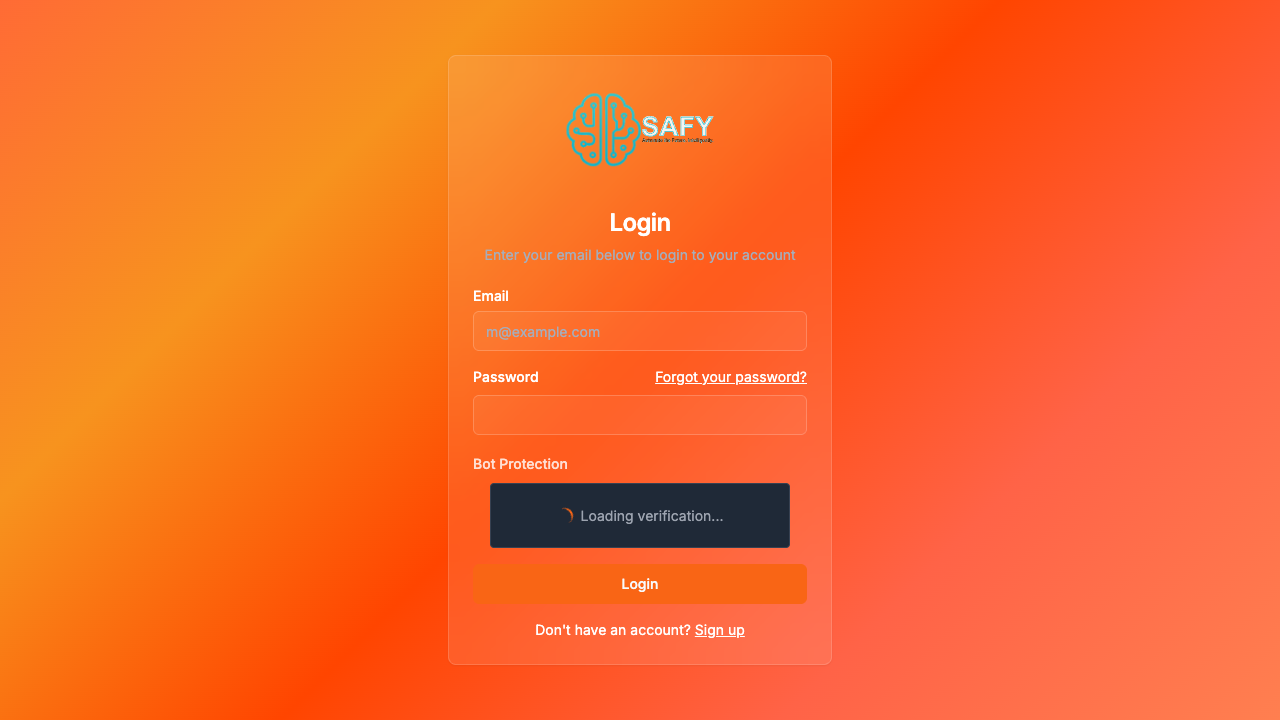 SAFY
Login
Enter your email below to login to your account
Email
m@example.com
Password
Forgot your password?
Bot Protection
Loading verification...
Login
Don't have an account? Sign up